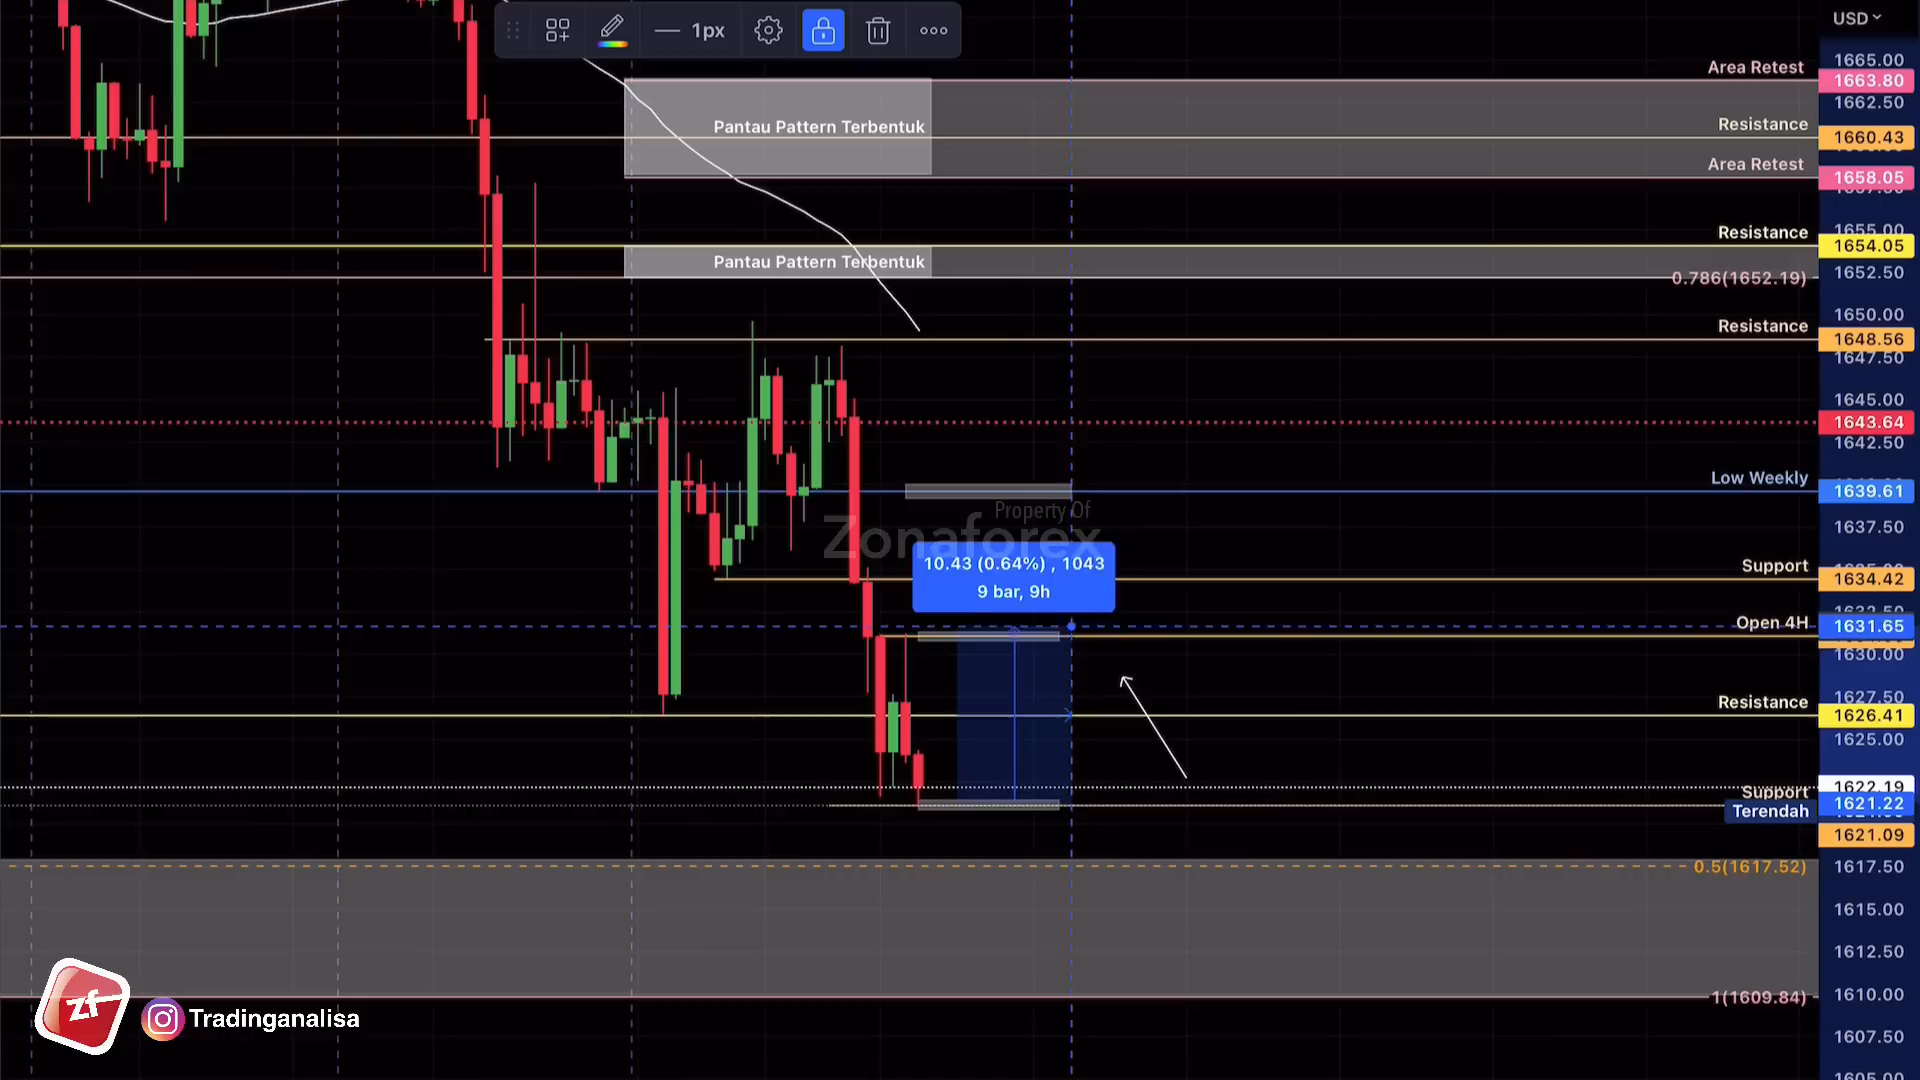 1px
USD
1665.00
Area Retest
1663.80
1662.50
Resistance
Pantau Pattern Terbentuk
1660.43
Area Retest
1658.05
Resistance
1655.00
1654.05
Pantau Pattern Terbentuk
1652.50
0.786(1652.19)
1650.00
Resistance
1648.56
1647.50
1645.00
1643.64
1642.50
Low Weekly
1639.61
Property Of
Zonaforex
1637.50
10.43 (0.64%) , 1043
9 bar, 9h
Support
1634.42
Open 4H
1631.65
1630.00
1627.50
Resistance
1626.41
1625.00
1622.19
Support
1621.22
Terendah
1621.09
0.5(1617.52)
1617.50
1615.00
1612.50
1(1609.84)
1610.00
1607.50
1605.00
zf
Tradinganalisa